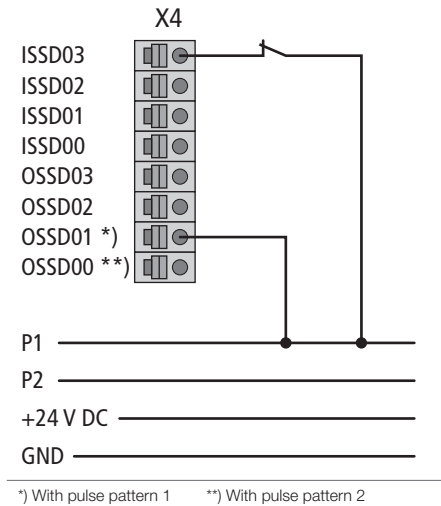 X4
ISSD03
ISSD02
ISSD01
ISSD00
OSSD03
OSSD02
OSSD01 *)
OSSD00 **)
P1
P2
+24 V DC
GND
*) With pulse pattern 1 **) With pulse pattern 2